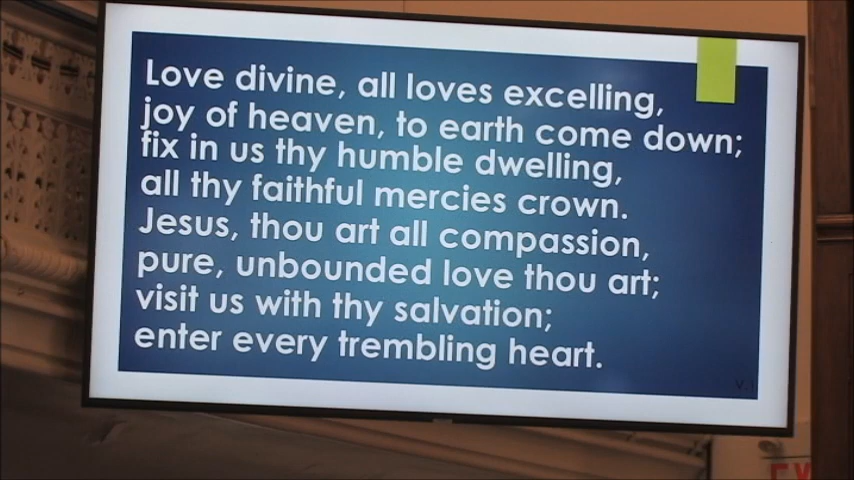 Love divine, all loves excelling,
joy of heaven, to earth come down;
fix in us thy humble dwelling,
all thy faithful mercies crown.
Jesus, thou art all compassion,
pure, unbounded love thou art;
visit us with thy salvation;
enter every trembling heart.
V.1